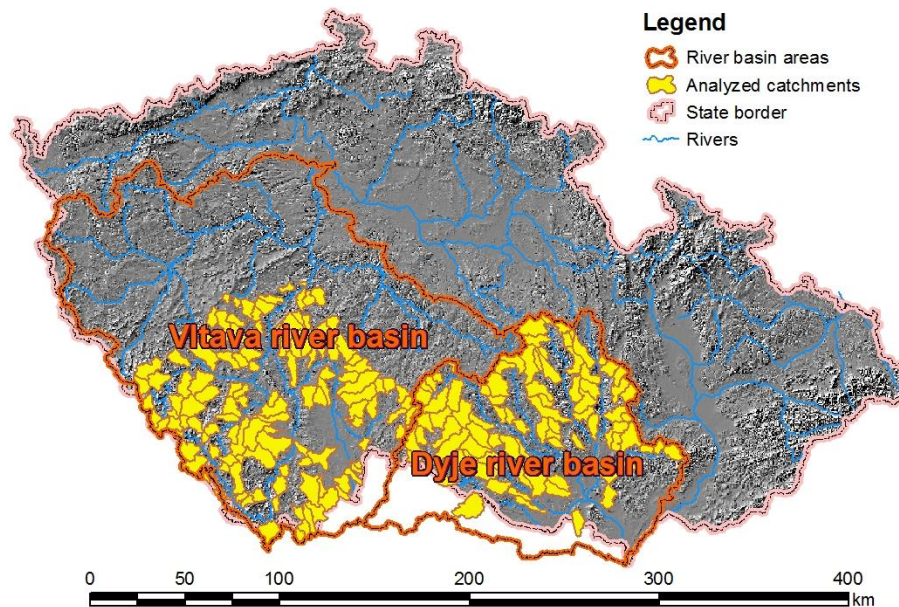 Legend
River basin areas
Analyzed catchments
State border
Rivers
Vltava river basin
Dyje river basin
0 50 100 200 300 400
km